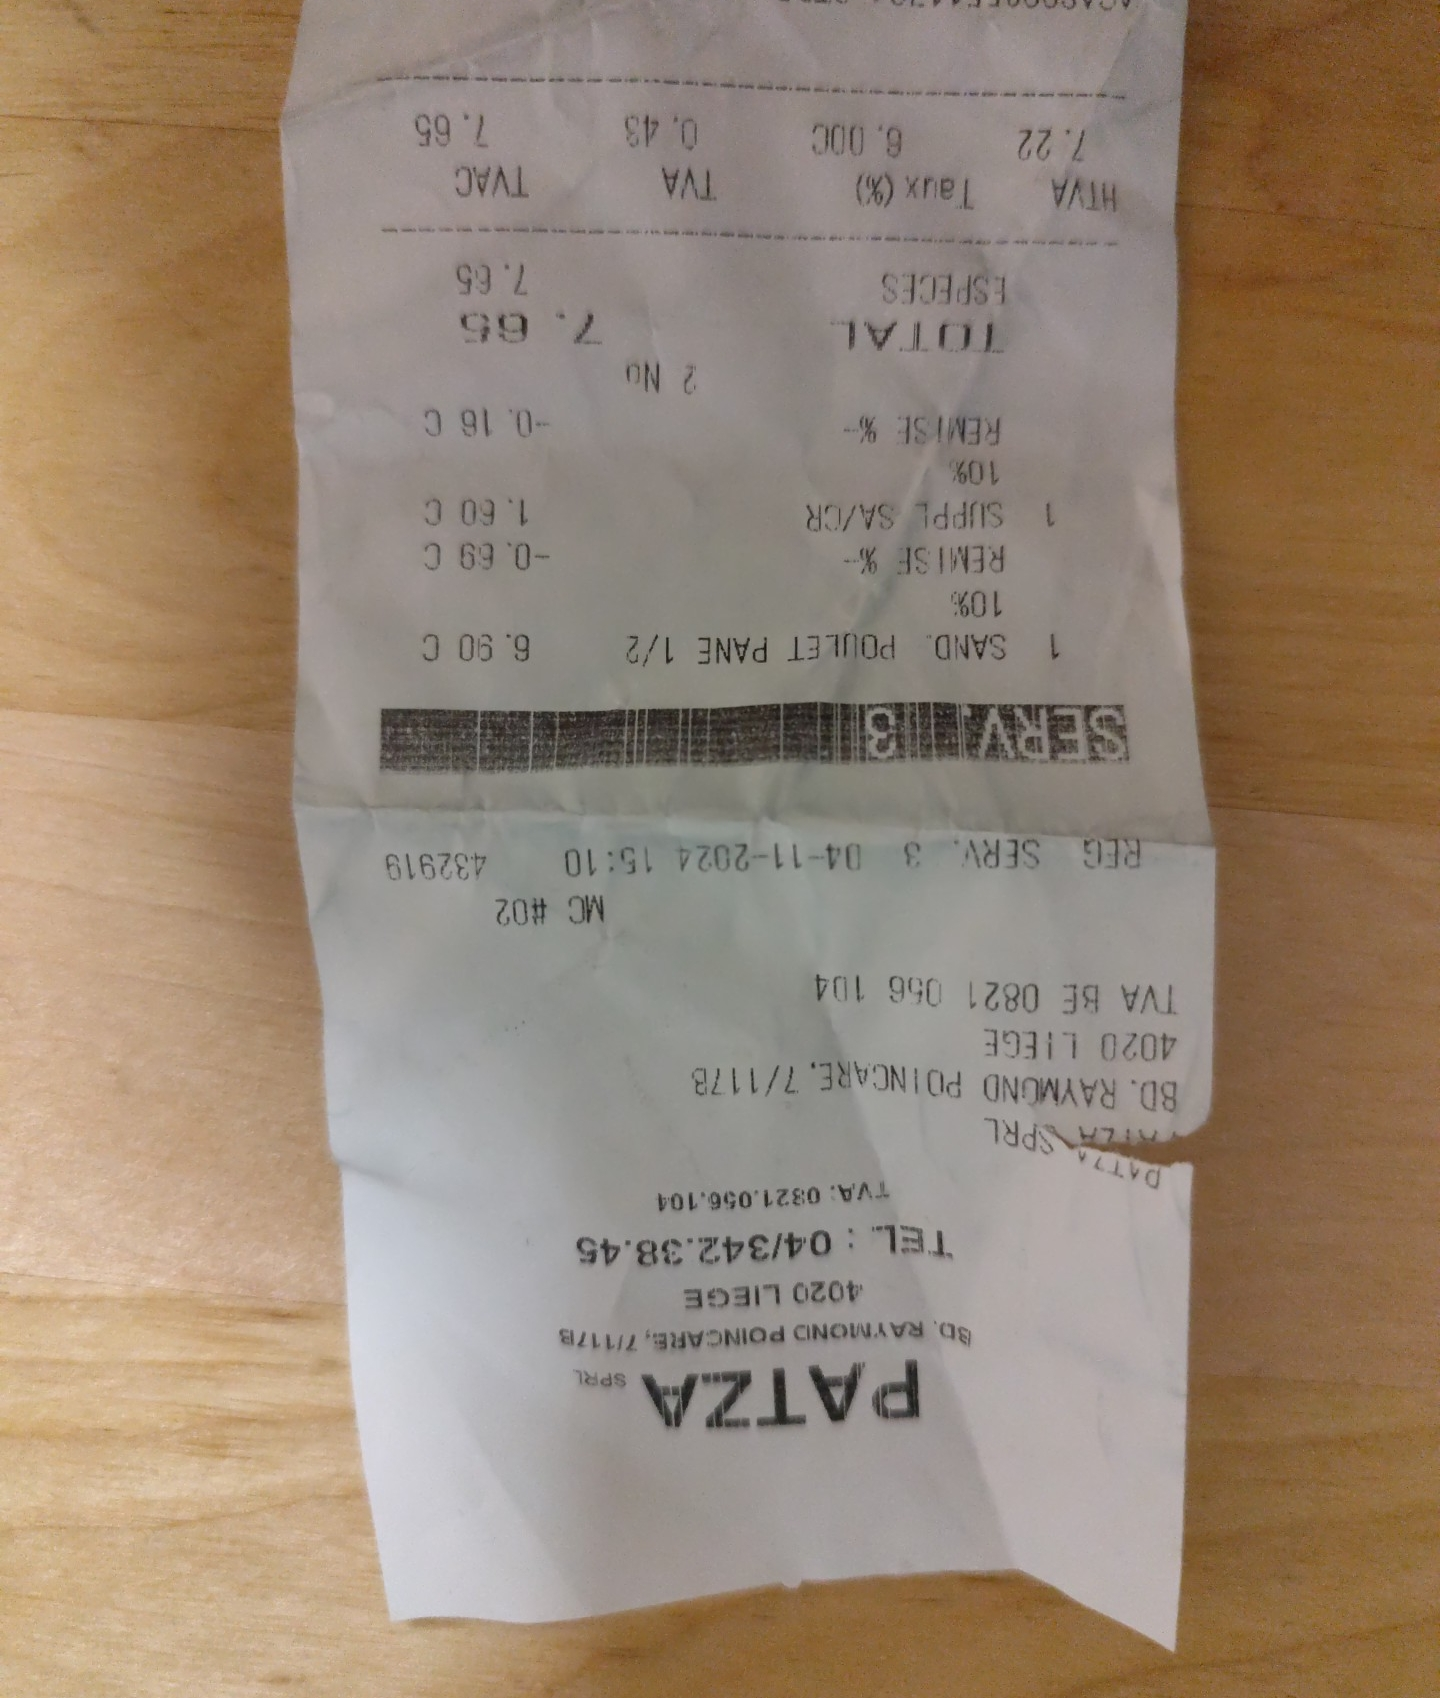 PATZA SPRL
BD. RAYMOND POINCARE, 7/117B
4020 LIEGE
TEL. : 04/342.38.45
TVA: 0821.056.104
PATZA
PATZA SPRL
BD. RAYMOND POINCARE, 7/117B
4020 LIEGE
TVA BE 0821 056 104
MC #02
REG SERV. 3 04-11-2024 15:10 432919
SERV. 3
1 SAND. POULET PANE 1/2 6.90 C
10%
REMISE %- -0.69 C
1 SUPPL SA/CR 1.60 C
10%
REMISE %- -0.16 C
2 No
TOTAL 7.65
ESPECES 7.65
HTVA Taux (%) TVA TVAC
7.22 6.00C 0.43 7.65